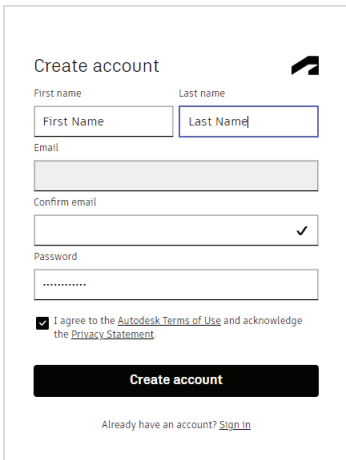 Create account
First name Last name
First Name Last Name
Email
Confirm email
Password
............
I agree to the Autodesk Terms of Use and acknowledge
the Privacy Statement.
Create account
Already have an account? Sign in